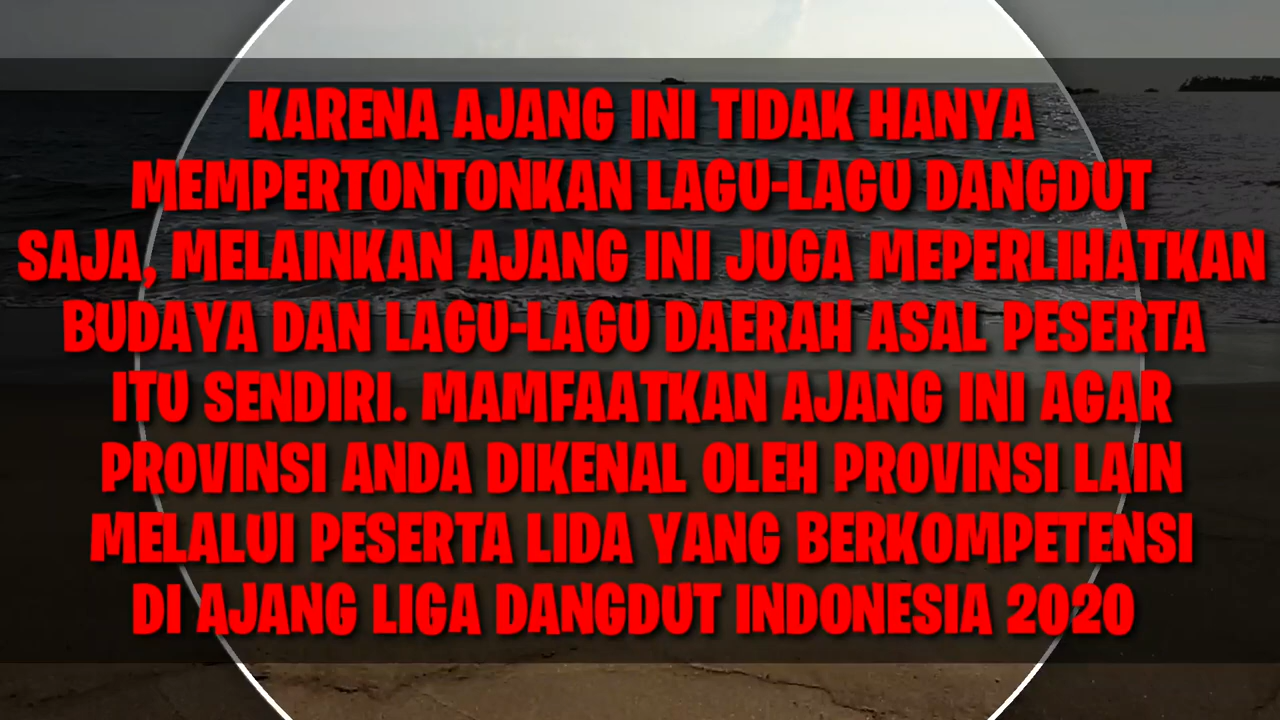 KARENA AJANG INI TIDAK HANYA
MEMPERTONTONKAN LAGU-LAGU DANGDUT
SAJA, MELAINKAN AJANG INI JUGA MEPERLIHATKAN
BUDAYA DAN LAGU-LAGU DAERAH ASAL PESERTA
ITU SENDIRI. MAMFAATKAN AJANG INI AGAR
PROVINSI ANDA DIKENAL OLEH PROVINSI LAIN
MELALUI PESERTA LIDA YANG BERKOMPETENSI
DI AJANG LIGA DANGDUT INDONESIA 2020